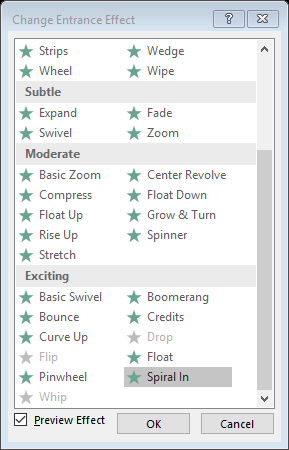 Change Entrance Effect ?
Strips Wedge
Wheel Wipe
Subtle
Expand Fade
Swivel Zoom
Moderate
Basic Zoom Center Revolve
Compress Float Down
Float Up Grow & Turn
Rise Up Spinner
Stretch
Exciting
Basic Swivel Boomerang
Bounce Credits
Curve Up Drop
Flip Float
Pinwheel Spiral In
Whip
Preview Effect OK Cancel